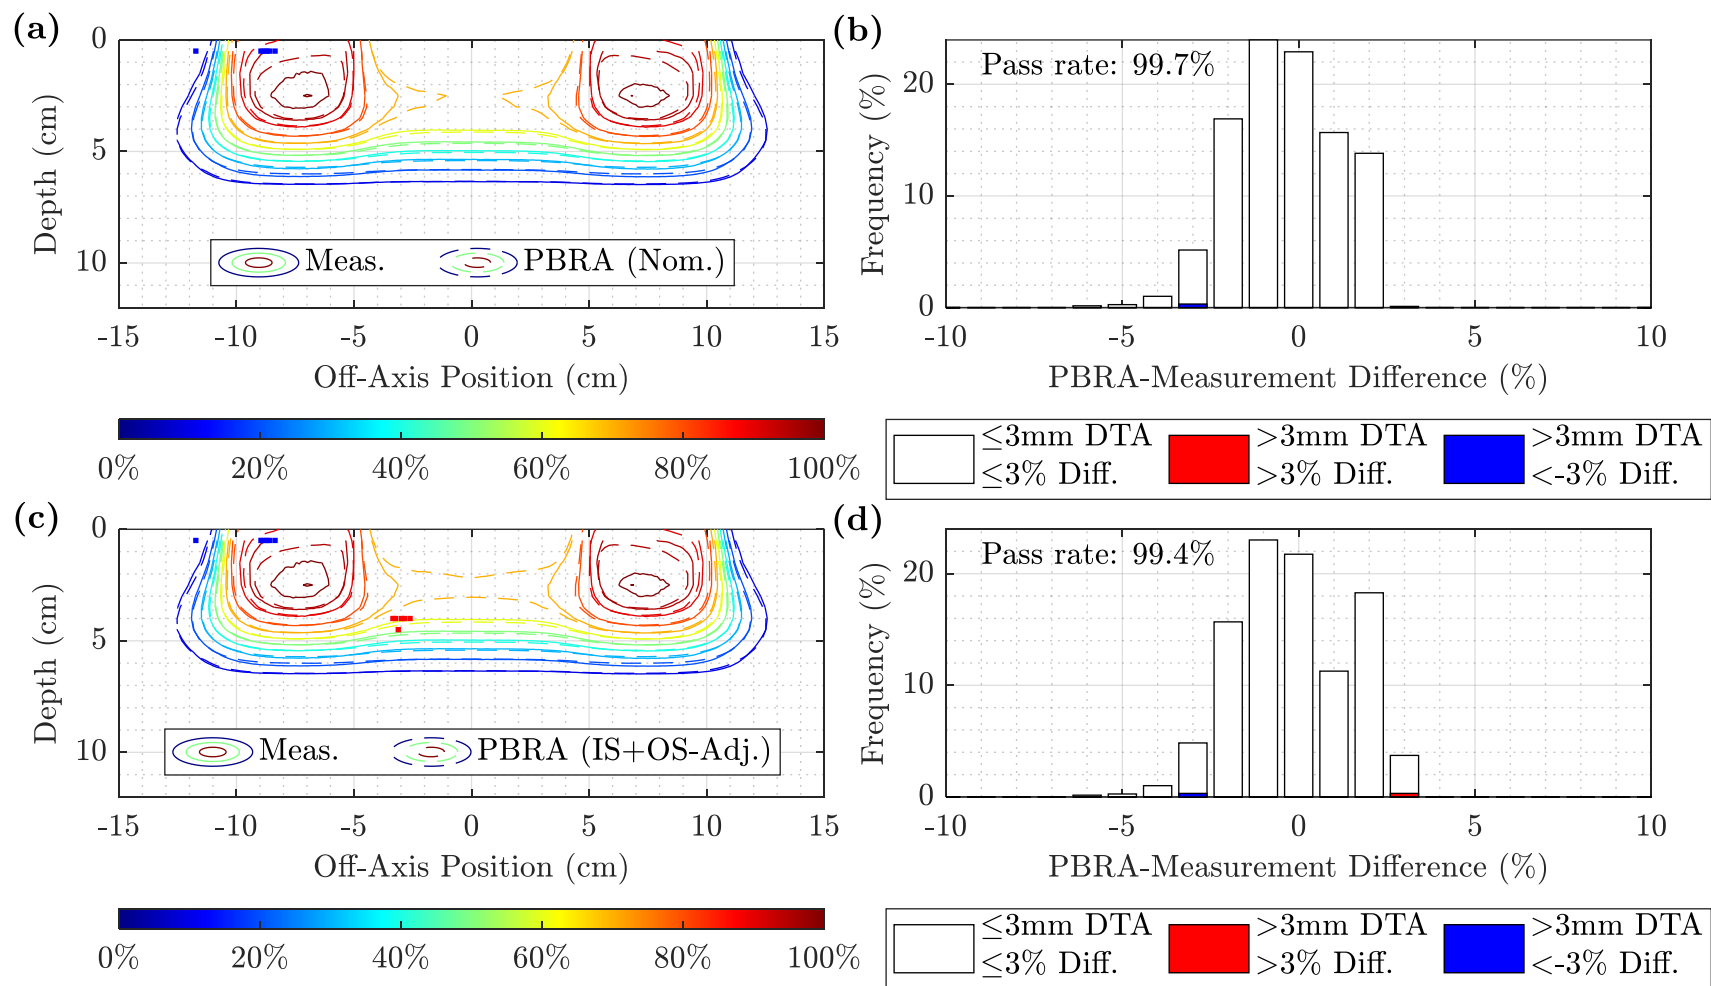 (a)
0
5
10
Depth (cm)
Meas.
PBRA (Nom.)
-15 -10 -5 0 5 10 15
Off-Axis Position (cm)
0% 20% 40% 60% 80% 100%
(b)
Pass rate: 99.7%
20
10
0
Frequency (%)
-10 -5 0 5 10
PBRA-Measurement Difference (%)
≤3mm DTA
≤3% Diff.
>3mm DTA
>3% Diff.
>3mm DTA
<-3% Diff.
(c)
0
5
10
Depth (cm)
Meas.
PBRA (IS+OS-Adj.)
-15 -10 -5 0 5 10 15
Off-Axis Position (cm)
0% 20% 40% 60% 80% 100%
(d)
Pass rate: 99.4%
20
10
0
Frequency (%)
-10 -5 0 5 10
PBRA-Measurement Difference (%)
≤3mm DTA
≤3% Diff.
>3mm DTA
>3% Diff.
>3mm DTA
<-3% Diff.